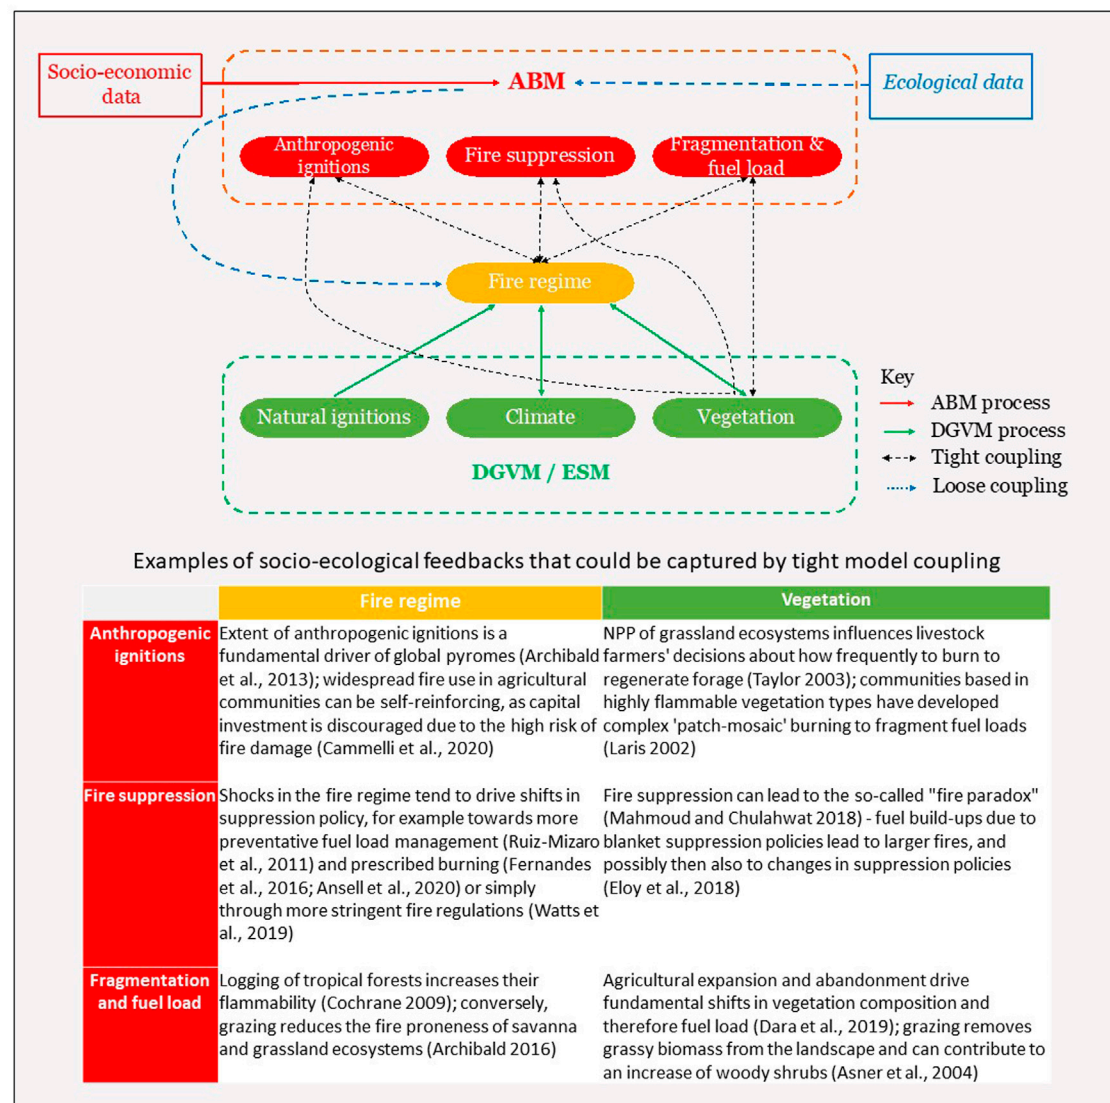 Socio-economic
data
ABM
Ecological data
Anthropogenic
ignitions
Fire suppression
Fragmentation &
fuel load
Fire regime
Natural ignitions
Climate
Vegetation
DGVM / ESM
Key
ABM process
DGVM process
Tight coupling
Loose coupling
Examples of socio-ecological feedbacks that could be captured by tight model coupling
Fire regime
Vegetation
Anthropogenic
ignitions
Extent of anthropogenic ignitions is a
fundamental driver of global pyromes (Archibald
et al., 2013); widespread fire use in agricultural
communities can be self-reinforcing, as capital
investment is discouraged due to the high risk of
fire damage (Cammelli et al., 2020)
NPP of grassland ecosystems influences livestock
farmers' decisions about how frequently to burn to
regenerate forage (Taylor 2003); communities based in
highly flammable vegetation types have developed
complex 'patch-mosaic' burning to fragment fuel loads
(Laris 2002)
Fire suppression
Shocks in the fire regime tend to drive shifts in
suppression policy, for example towards more
preventative fuel load management (Ruiz-Mizaro
et al., 2011) and prescribed burning (Fernandes
et al., 2016; Ansell et al., 2020) or simply
through more stringent fire regulations (Watts et
al., 2019)
Fire suppression can lead to the so-called "fire paradox"
(Mahmoud and Chulahwat 2018) - fuel build-ups due to
blanket suppression policies lead to larger fires, and
possibly then also to changes in suppression policies
(Eloy et al., 2018)
Fragmentation
and fuel load
Logging of tropical forests increases their
flammability (Cochrane 2009); conversely,
grazing reduces the fire proneness of savanna
and grassland ecosystems (Archibald 2016)
Agricultural expansion and abandonment drive
fundamental shifts in vegetation composition and
therefore fuel load (Dara et al., 2019); grazing removes
grassy biomass from the landscape and can contribute to
an increase of woody shrubs (Asner et al., 2004)